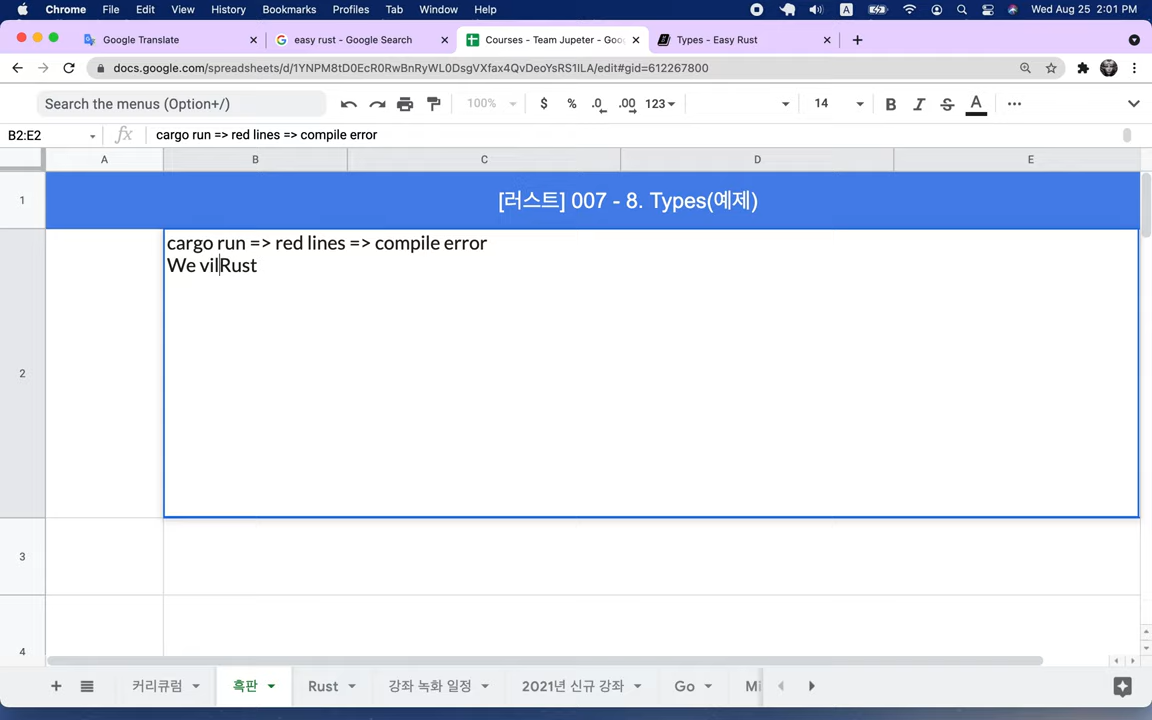 Chrome File Edit View History Bookmarks Profiles Tab Window Help A Wed Aug 25 2:01 PM
Google Translate easy rust - Google Search Courses - Team Jupeter - Goo Types - Easy Rust
docs.google.com/spreadsheets/d/1YNPM8tD0EcR0RwBnRyWL0DsgVXfax4QvDeoYsRS1ILA/edit#gid=612267800
Search the menus (Option+/) 100% $ % .0 .00 123 14 B I S A
B2:E2 fx cargo run => red lines => compile error
A B C D E
1 [러스트] 007 - 8. Types(예제)
2 cargo run => red lines => compile error
We vilRust
3
4
커리큘럼 흑판 Rust 강좌 녹화 일정 2021년 신규 강좌 Go Mi